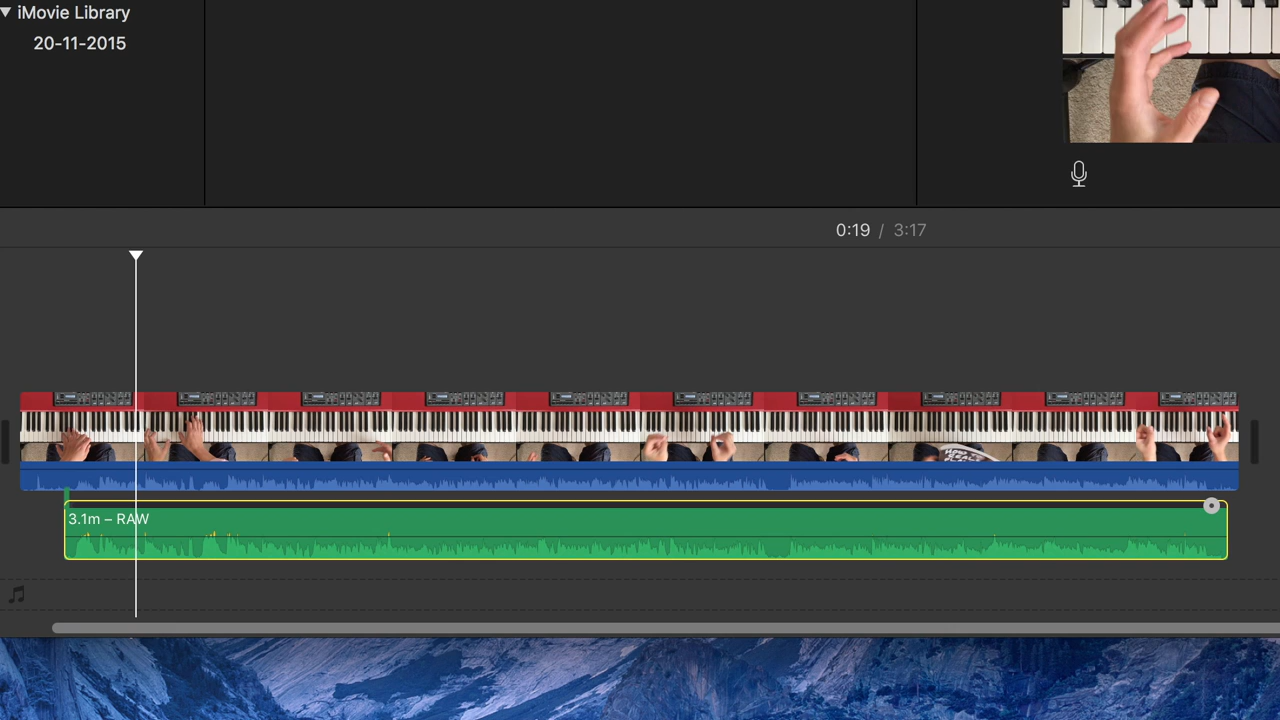 iMovie Library
20-11-2015
0:19 / 3:17
3.1m – RAW